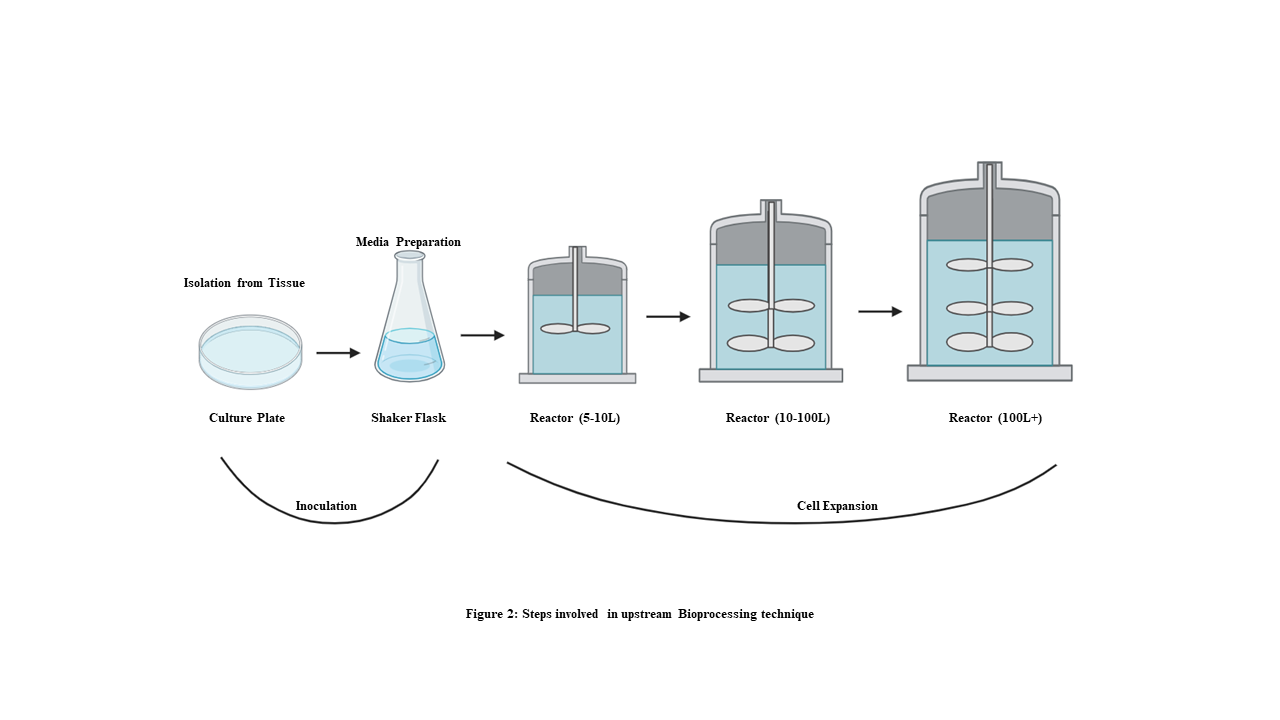 Media Preparation
Isolation from Tissue
Culture Plate
Shaker Flask
Reactor (5-10L)
Reactor (10-100L)
Reactor (100L+)
Inoculation
Cell Expansion
Figure 2: Steps involved in upstream Bioprocessing technique